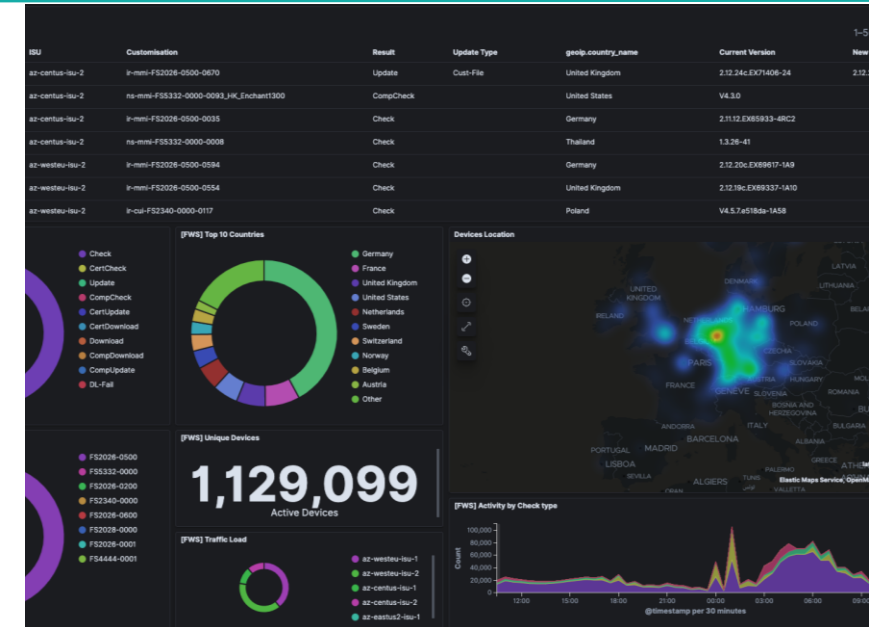 1–5
ISU Customisation Result Update Type geoip.country_name Current Version New
az-centus-isu-2 ir-mmi-FS2026-0500-0670 Update Cust-File United Kingdom 2.12.24c.EX71406-24 2.12.
az-centus-isu-2 ns-mmi-FS5332-0000-0093_HK_Enchant1300 CompCheck United States V4.3.0
az-centus-isu-2 ir-mmi-FS2026-0500-0035 Check Germany 2.11.12.EX65933-4RC2
az-centus-isu-2 ns-mmi-FS5332-0000-0008 Check Thailand 1.3.26-41
az-westeu-isu-2 ir-mmi-FS2026-0500-0594 Check Germany 2.12.20c.EX69617-1A9
az-westeu-isu-2 ir-mmi-FS2026-0500-0554 Check United Kingdom 2.12.19c.EX69337-1A10
az-westeu-isu-2 ir-cui-FS2340-0000-0117 Check Poland V4.5.7.e518da-1A58
Check
CertCheck
Update
CompCheck
CertUpdate
CertDownload
Download
CompDownload
CompUpdate
DL-Fail
[FWS] Top 10 Countries
Germany
France
United Kingdom
United States
Netherlands
Sweden
Switzerland
Norway
Belgium
Austria
Other
Devices Location
LATVIA
DENMARK
LITHUANIA
UNITED
KINGDOM
HAMBURG
BELA
IRELAND
POLAND
PARIS
CZECHIA
SLOVAKIA
FRANCE
HUNGARY
MOL
GENÈVE
SLOVENIA
ROMANIA
BOSNIA AND
HERZEGOVINA
BU
ANDORRA
ITALY
BULGARIA
BARCELONA
ALBANIA
PORTUGAL
MADRID
GREECE
LISBOA
PALERMO
SEVILLA
ALGIERS
TUNIS
VALLETTA
ORAN
Elastic Maps Service, OpenM
FS2026-0500
FS5332-0000
FS2026-0200
FS2340-0000
FS2026-0600
FS2028-0000
FS2026-0001
FS4444-0001
[FWS] Unique Devices
1,129,099
Active Devices
[FWS] Traffic Load
az-westeu-isu-1
az-westeu-isu-2
az-centus-isu-1
az-centus-isu-2
az-eastus2-isu-1
[FWS] Activity by Check type
Count
100,000
80,000
60,000
40,000
20,000
0
12:00 15:00 18:00 21:00 00:00 03:00 06:00 09:00
@timestamp per 30 minutes